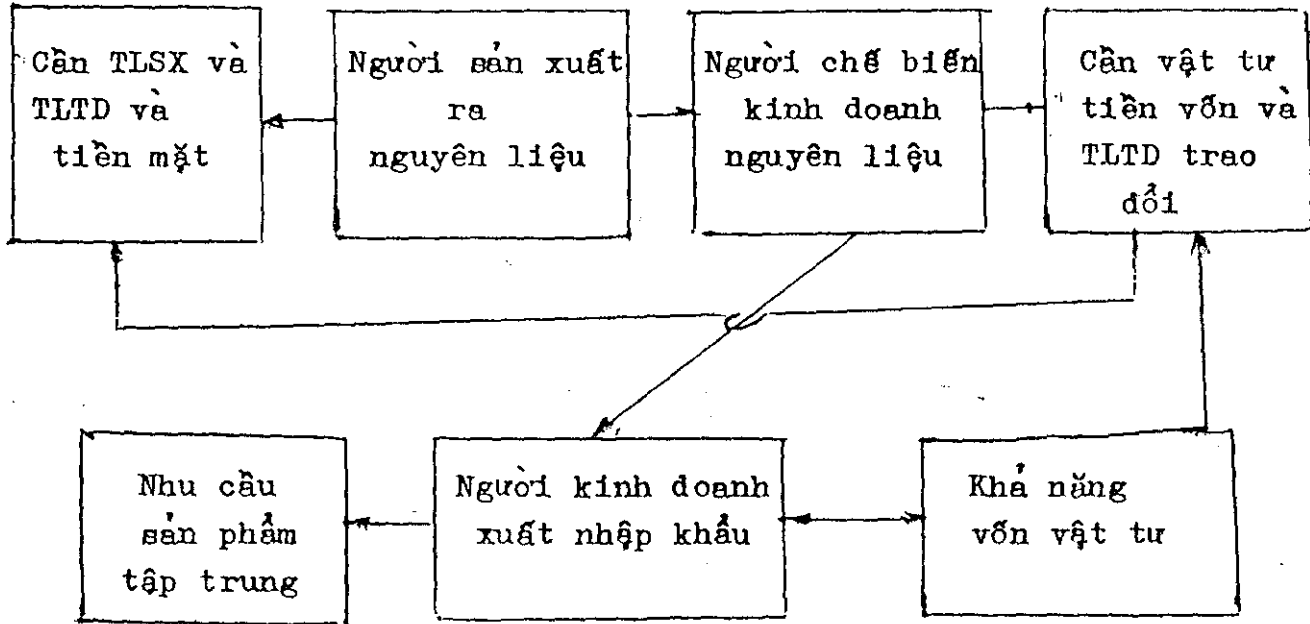 Cần TLSX và
TLTD và
tiền mặt
Người sản xuất
ra
nguyên liệu
Người chế biến
kinh doanh
nguyên liệu
Cần vật tư
tiền vốn và
TLTD trao
đổi
Nhu cầu
sản phẩm
tập trung
Người kinh doanh
xuất nhập khẩu
Khả năng
vốn vật tư